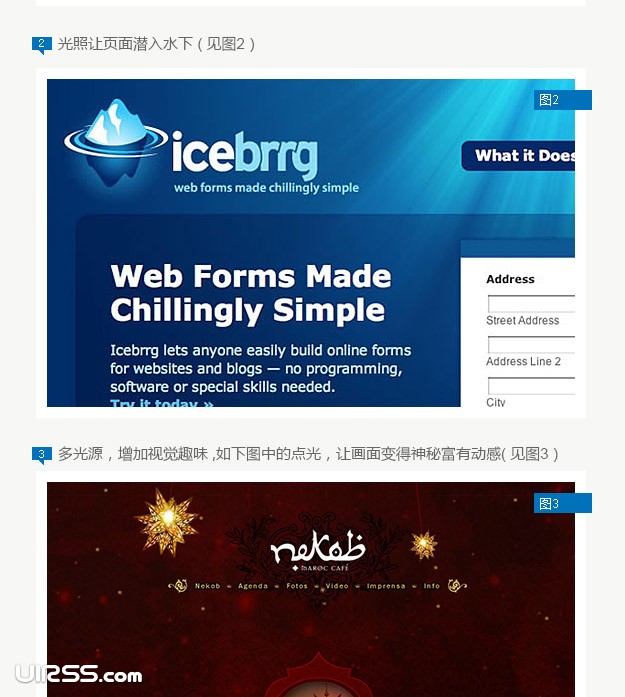 2 光照让页面潜入水下 ( 见图2 )
图2
icebrrg
web forms made chillingly simple
What it Does
Web Forms Made
Chillingly Simple
Icebrrg lets anyone easily build online forms
for websites and blogs — no programming,
software or special skills needed.
Try it today »
Address
Street Address
Address Line 2
City
3 多光源，增加视觉趣味 ,如下图中的点光，让画面变得神秘富有动感( 见图3 )
图3
nekob
MAROC CAFÉ
Nekob Agenda Fotos Video Imprensa Info
UIRSS.com